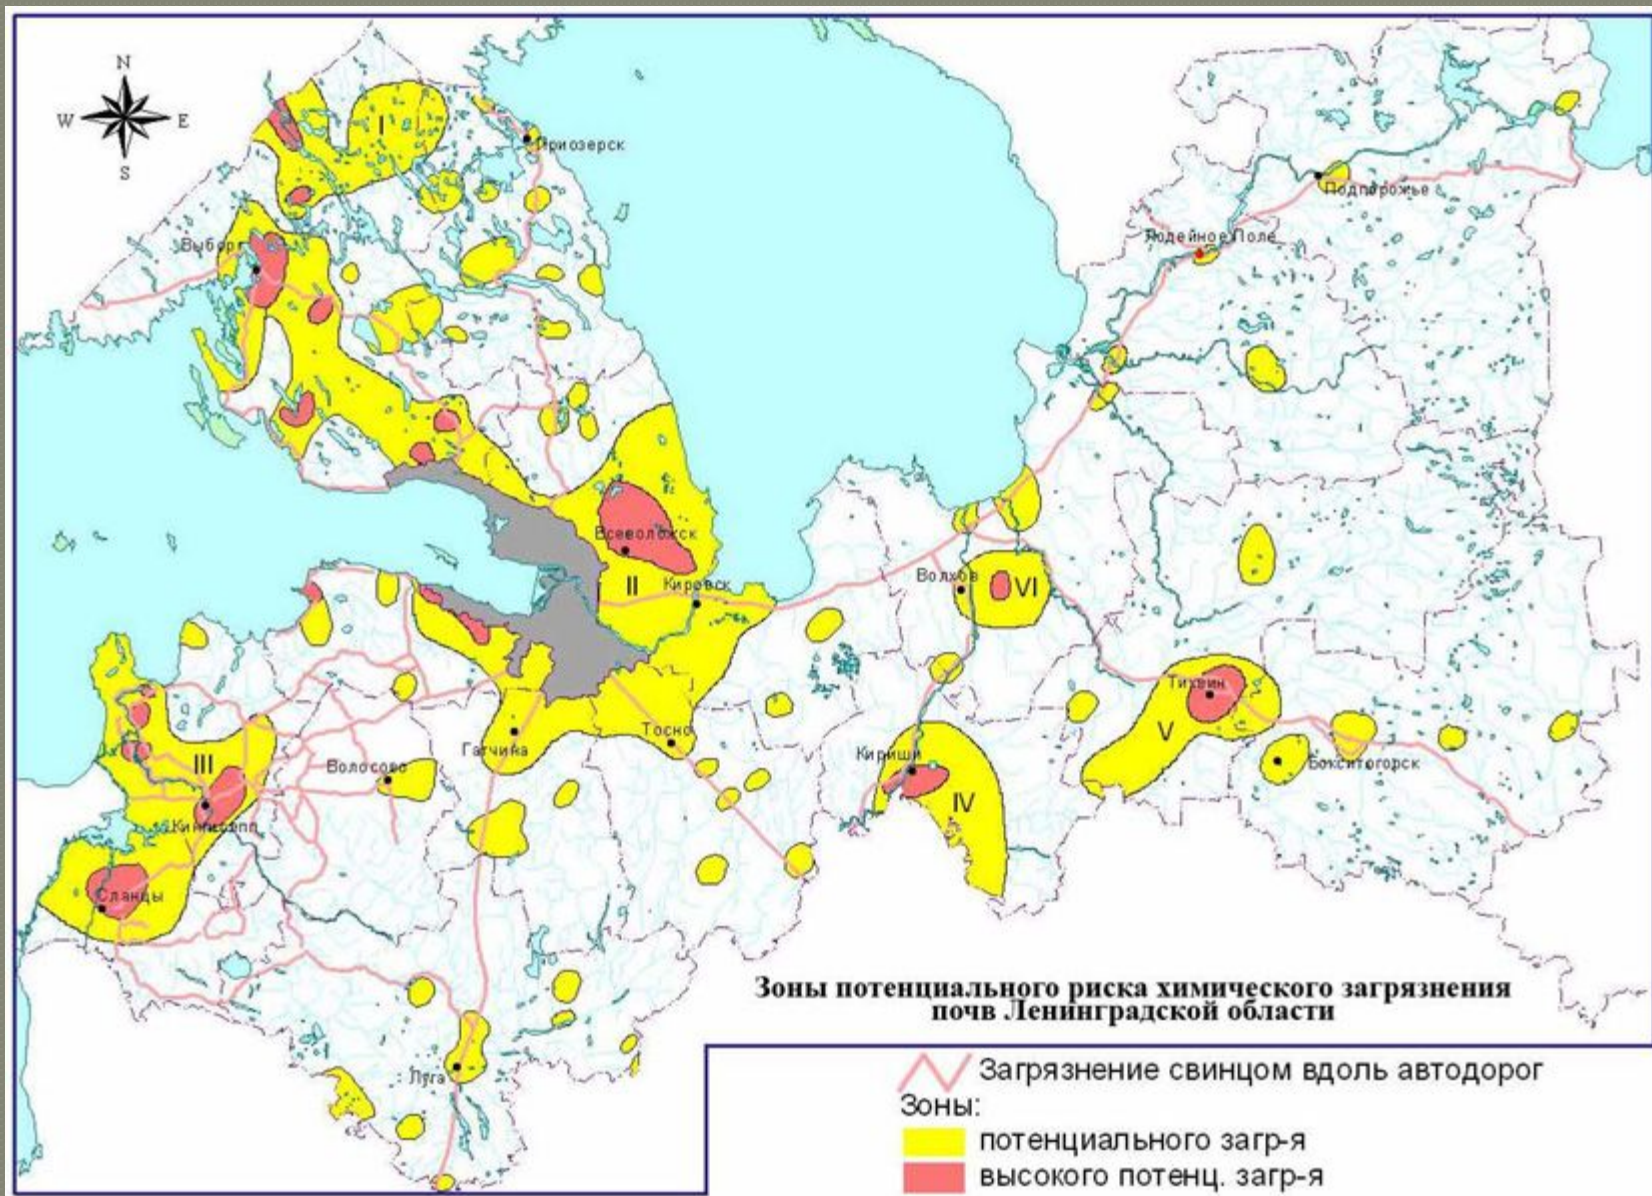 N
W E
S
I
Приозерск
Подпорожье
Выборг
Лодейное Поле
Всеволожск
II
Кировск
Волхов
VI
Тихвин
V
Тосно
Гатчина
III
Волосово
Кириши
Бокситогорск
IV
Кингисепп
Сланцы
Луга
Зоны потенциального риска химического загрязнения
почв Ленинградской области
Загрязнение свинцом вдоль автодорог
Зоны:
потенциального загр-я
высокого потенц. загр-я